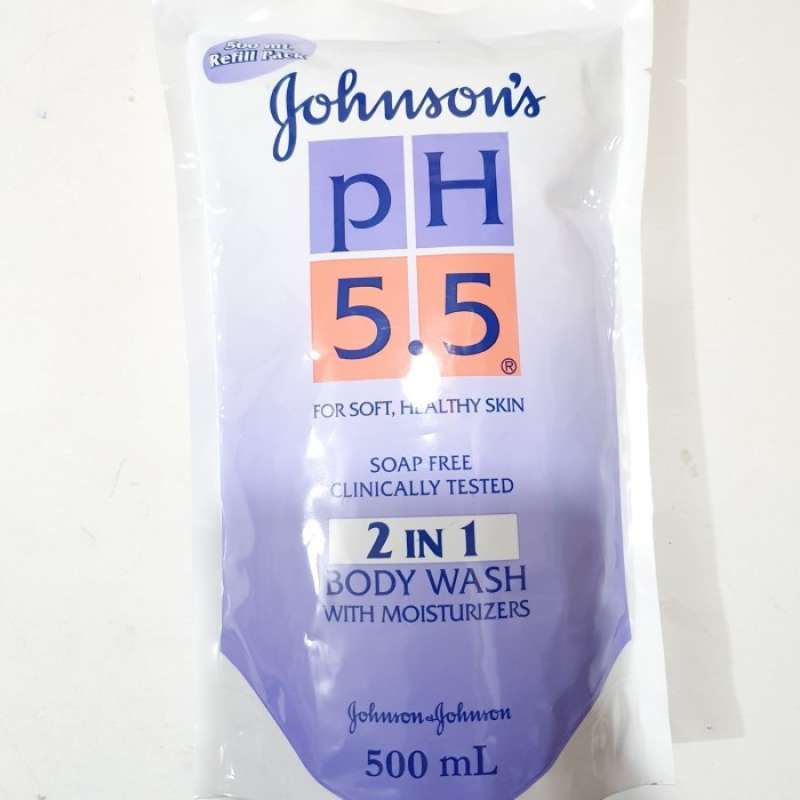 500 mL
Refill Pack
Johnson's
pH
5.5®
FOR SOFT, HEALTHY SKIN
SOAP FREE
CLINICALLY TESTED
2 IN 1
BODY WASH
WITH MOISTURIZERS
Johnson & Johnson
500 mL